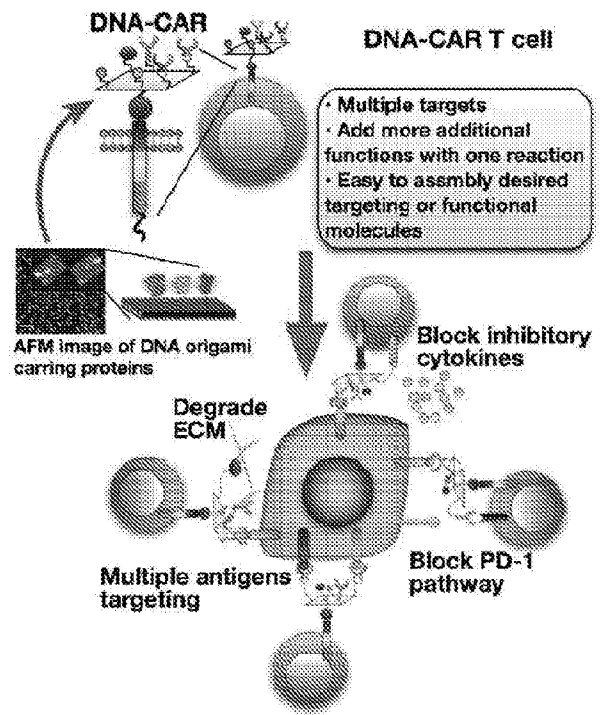 DNA-CAR
DNA-CAR T cell
· Multiple targets
· Add more additional
functions with one reaction
· Easy to assmbly desired
targeting or functional
molecules
AFM image of DNA origami
carring proteins
Block inhibitory
cytokines
Degrade
ECM
Multiple antigens
targeting
Block PD-1
pathway